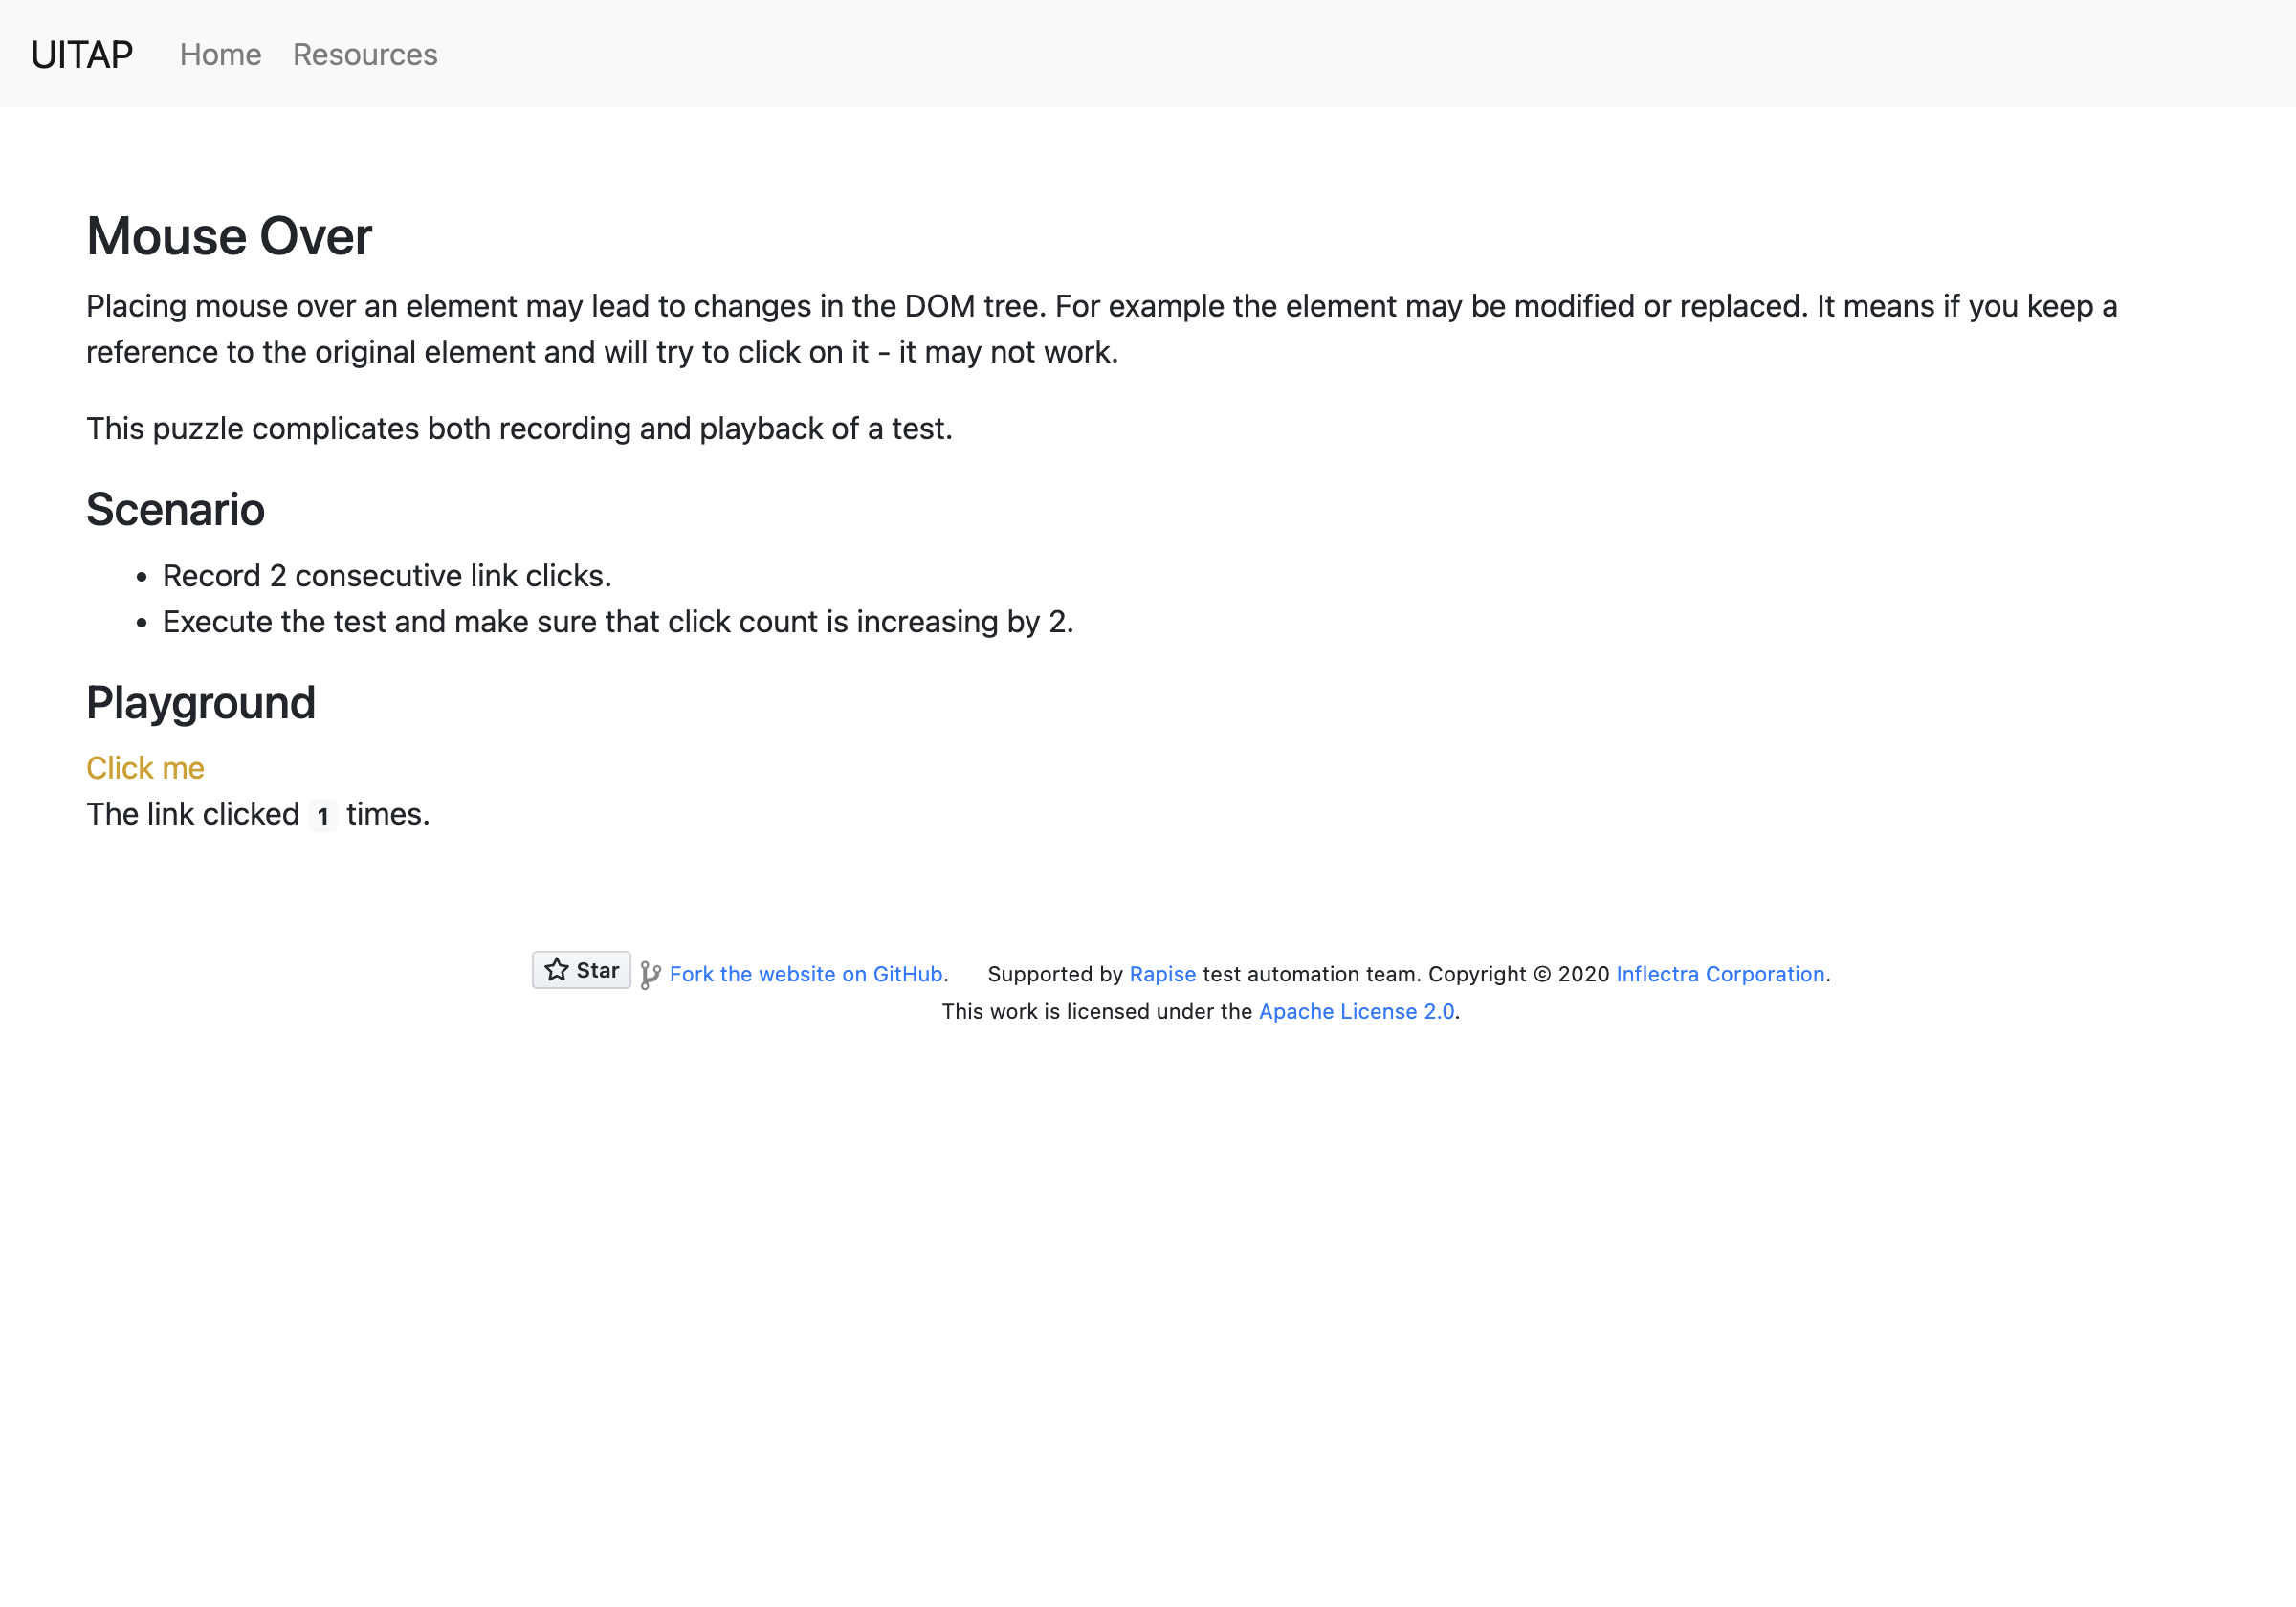 UITAP Home Resources
Mouse Over
Placing mouse over an element may lead to changes in the DOM tree. For example the element may be modified or replaced. It means if you keep a
reference to the original element and will try to click on it - it may not work.
This puzzle complicates both recording and playback of a test.
Scenario
• Record 2 consecutive link clicks.
• Execute the test and make sure that click count is increasing by 2.
Playground
Click me
The link clicked 1 times.
Star Fork the website on GitHub. Supported by Rapise test automation team. Copyright © 2020 Inflectra Corporation.
This work is licensed under the Apache License 2.0.